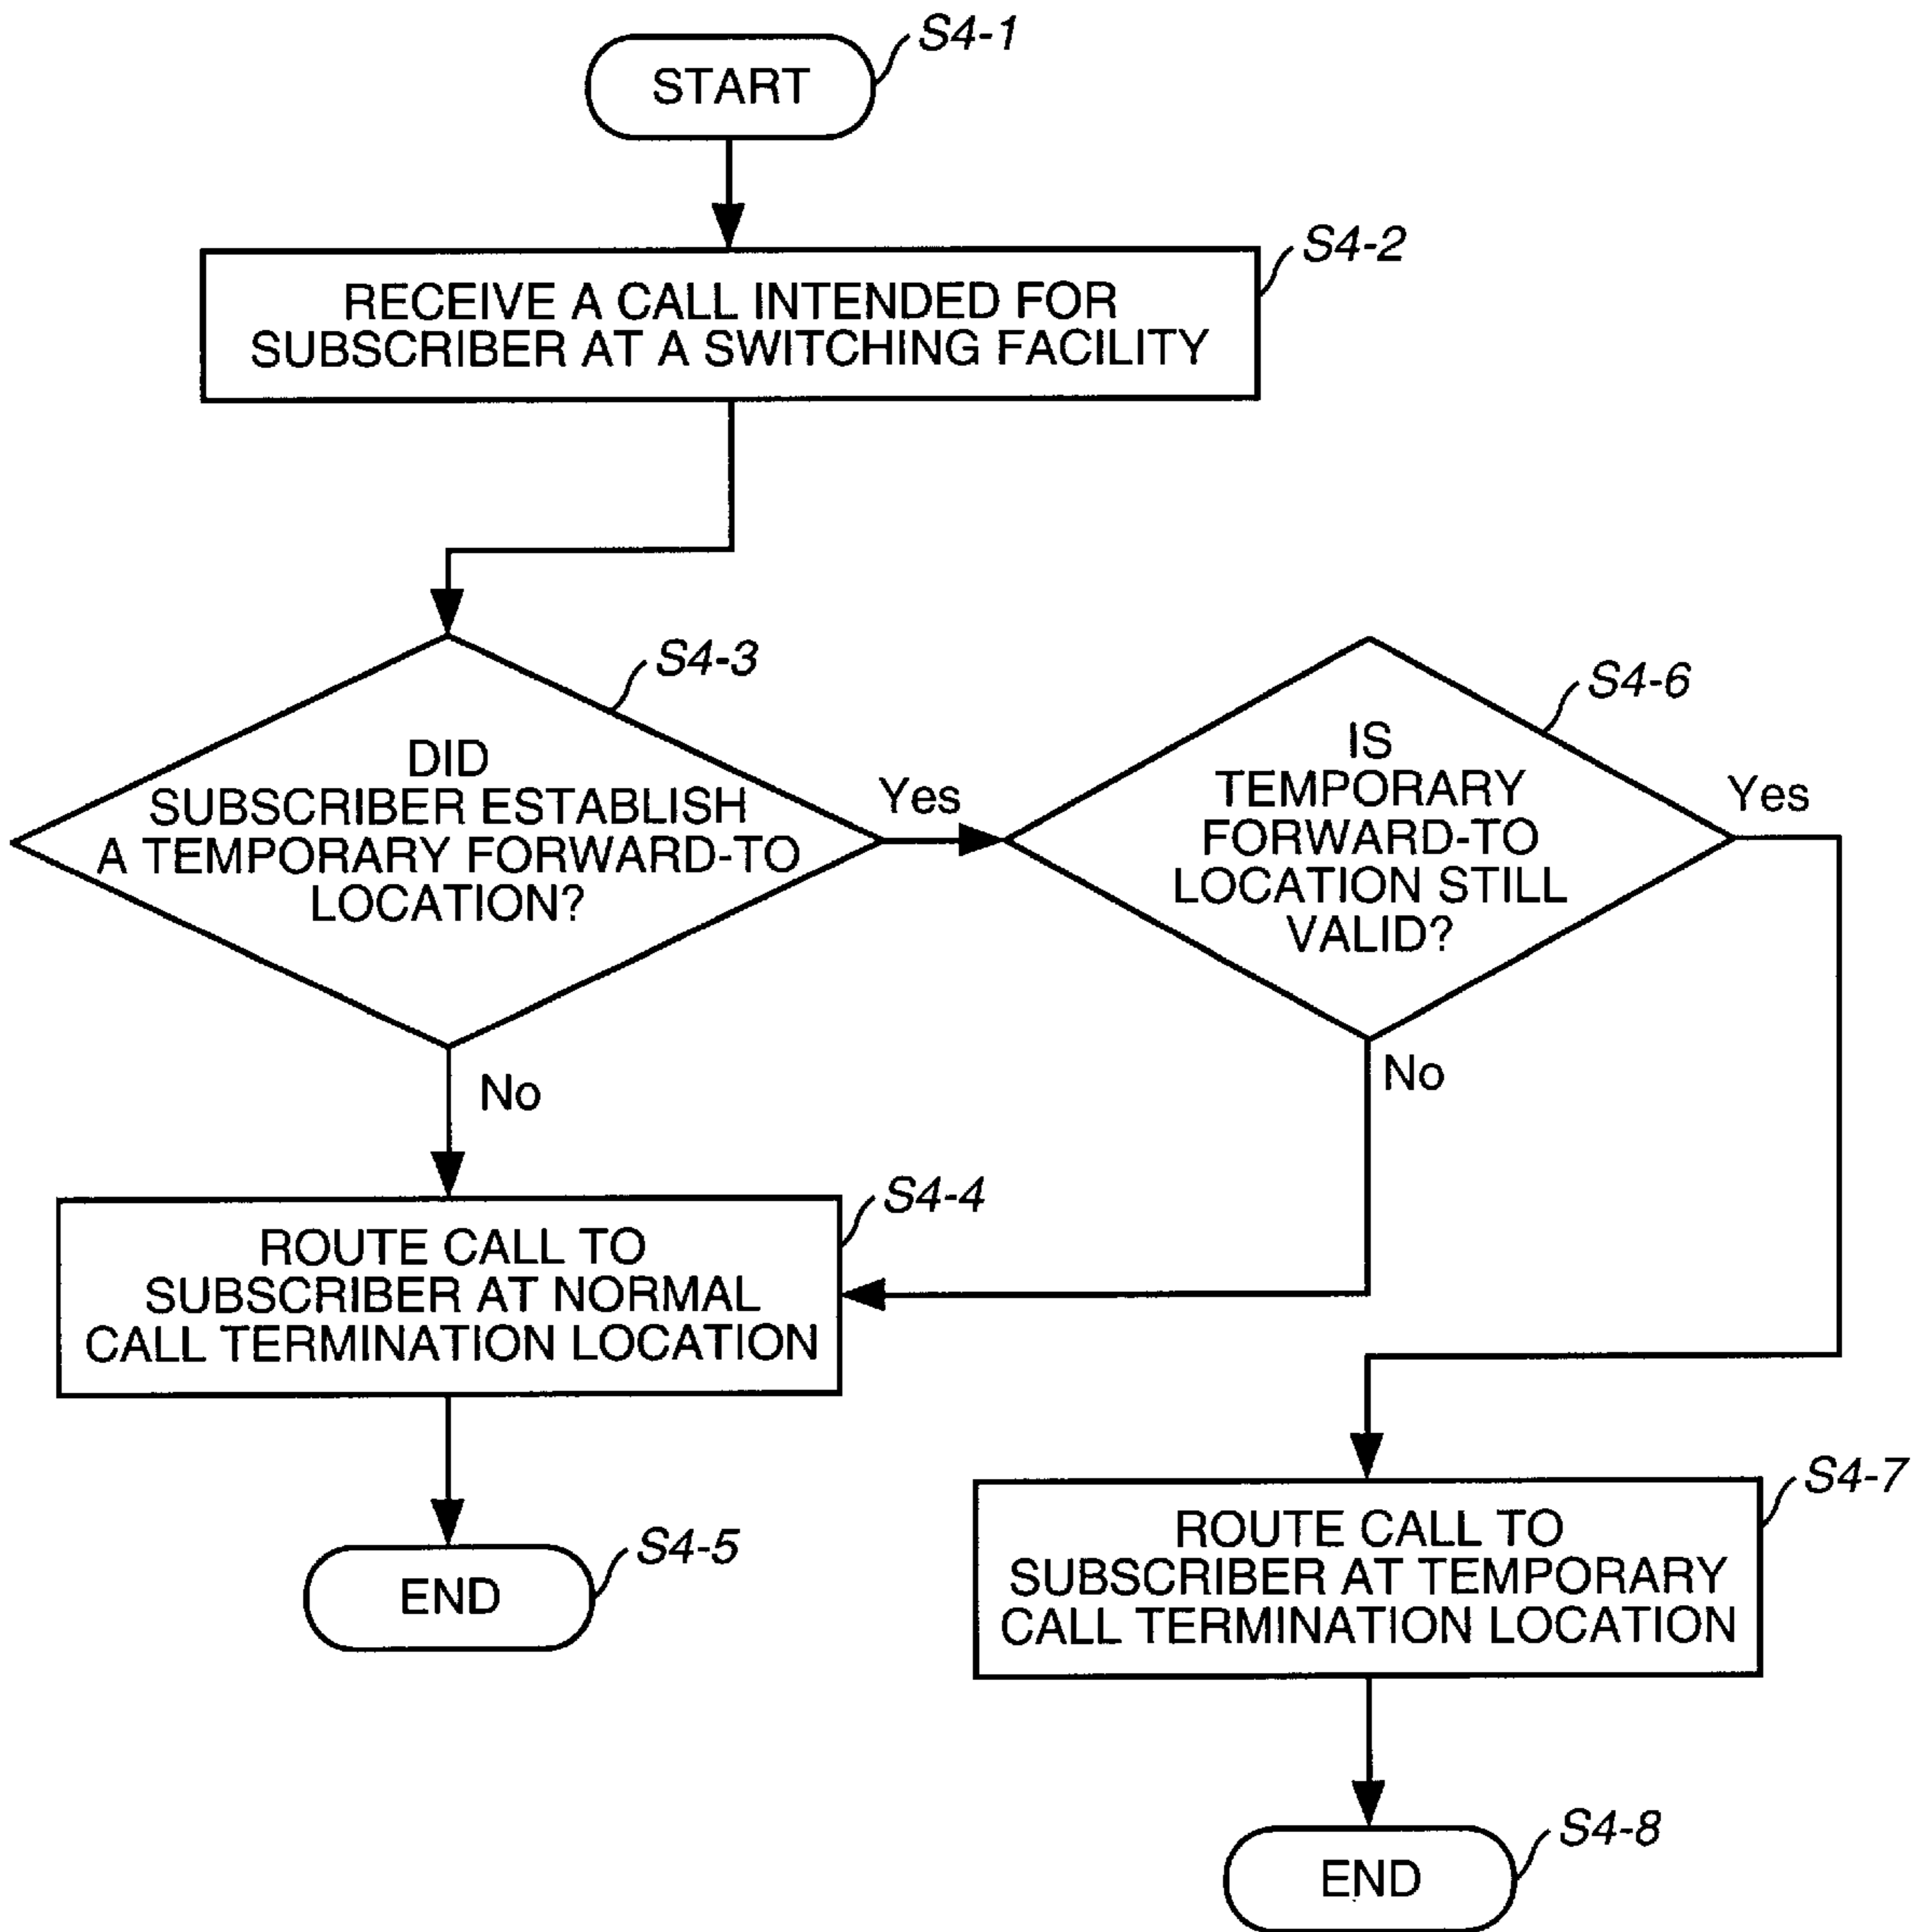 S4-1
START
S4-2
RECEIVE A CALL INTENDED FOR
SUBSCRIBER AT A SWITCHING FACILITY
S4-3
DID
SUBSCRIBER ESTABLISH
A TEMPORARY FORWARD-TO
LOCATION?
Yes
No
S4-6
IS
TEMPORARY
FORWARD-TO
LOCATION STILL
VALID?
Yes
No
S4-4
ROUTE CALL TO
SUBSCRIBER AT NORMAL
CALL TERMINATION LOCATION
S4-5
END
S4-7
ROUTE CALL TO
SUBSCRIBER AT TEMPORARY
CALL TERMINATION LOCATION
S4-8
END